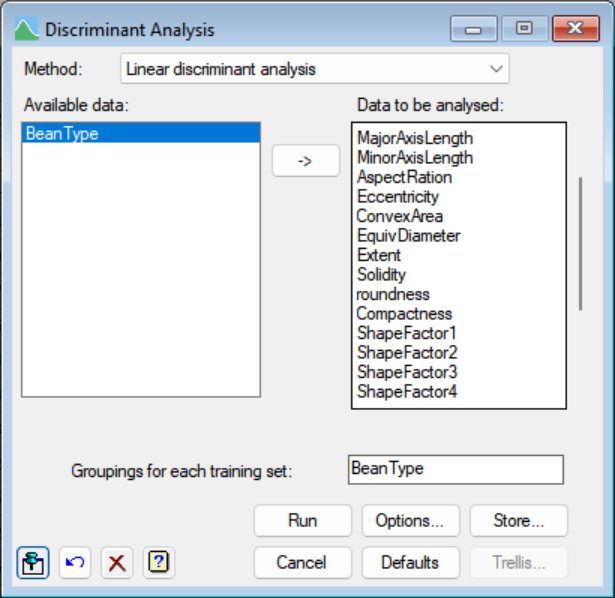 Discriminant Analysis
Method: Linear discriminant analysis
Available data: Data to be analysed:
BeanType
->
MajorAxisLength
MinorAxisLength
AspectRation
Eccentricity
ConvexArea
EquivDiameter
Extent
Solidity
roundness
Compactness
ShapeFactor1
ShapeFactor2
ShapeFactor3
ShapeFactor4
Groupings for each training set: BeanType
Run Options... Store...
Cancel Defaults Trellis...